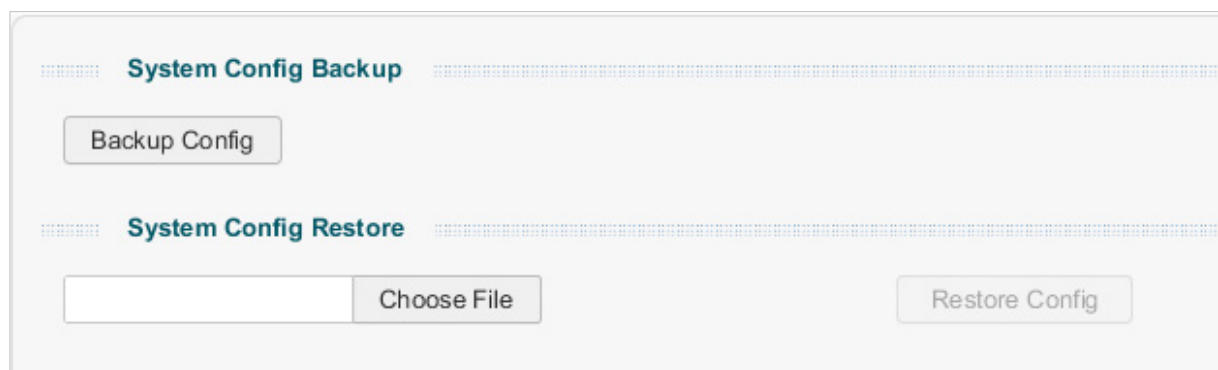 System Config Backup
Backup Config
System Config Restore
Choose File Restore Config